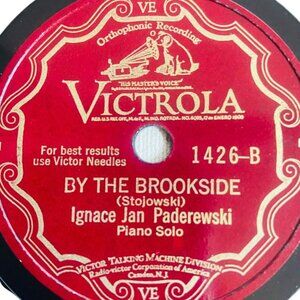 VE
Orthophonic Recording
"HIS MASTER'S VOICE"
VICTROLA
For best results
use Victor Needles
1426-B
BY THE BROOKSIDE
(Stojowski)
Ignace Jan Paderewski
Piano Solo
VICTOR TALKING MACHINE DIVISION
Radio-victor Corporation of America
Camden, N.J.
VE